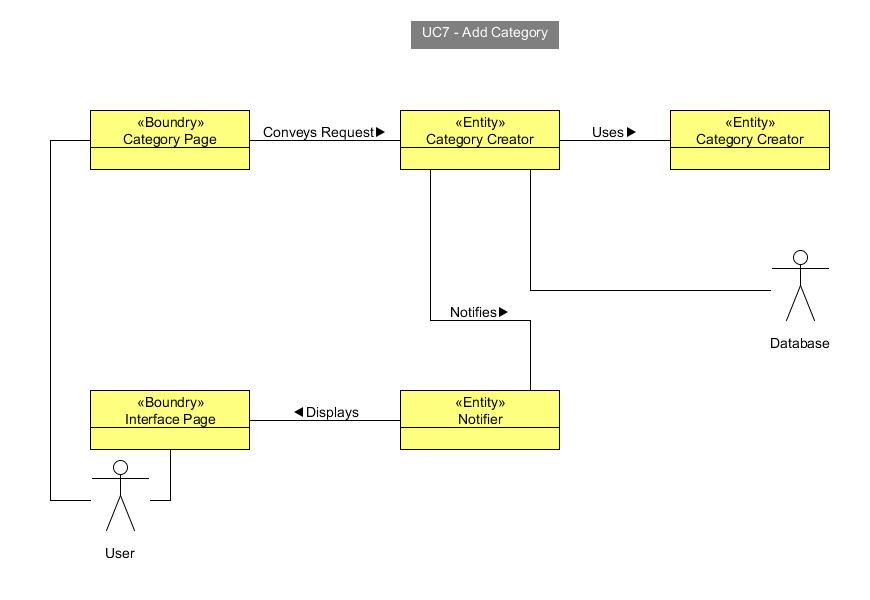 UC7 - Add Category
«Boundry»
Category Page
Conveys Request
«Entity»
Category Creator
Uses
«Entity»
Category Creator
Database
Notifies
«Boundry»
Interface Page
Displays
«Entity»
Notifier
User